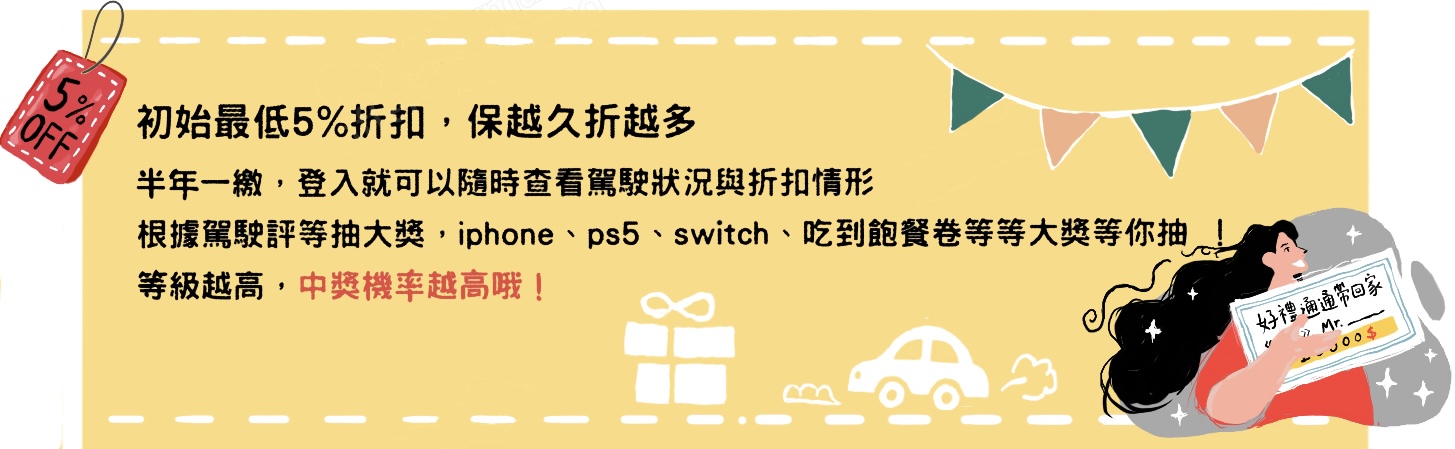 5%
OFF
初始最低5%折扣，保越久折越多
半年一繳，登入就可以隨時查看駕駛狀況與折扣情形
根據駕駛評等抽大獎，iphone、ps5、switch、吃到飽餐卷等等大獎等你抽 ！
等級越高，中獎機率越高哦！
好禮通通帶回家
Mr.